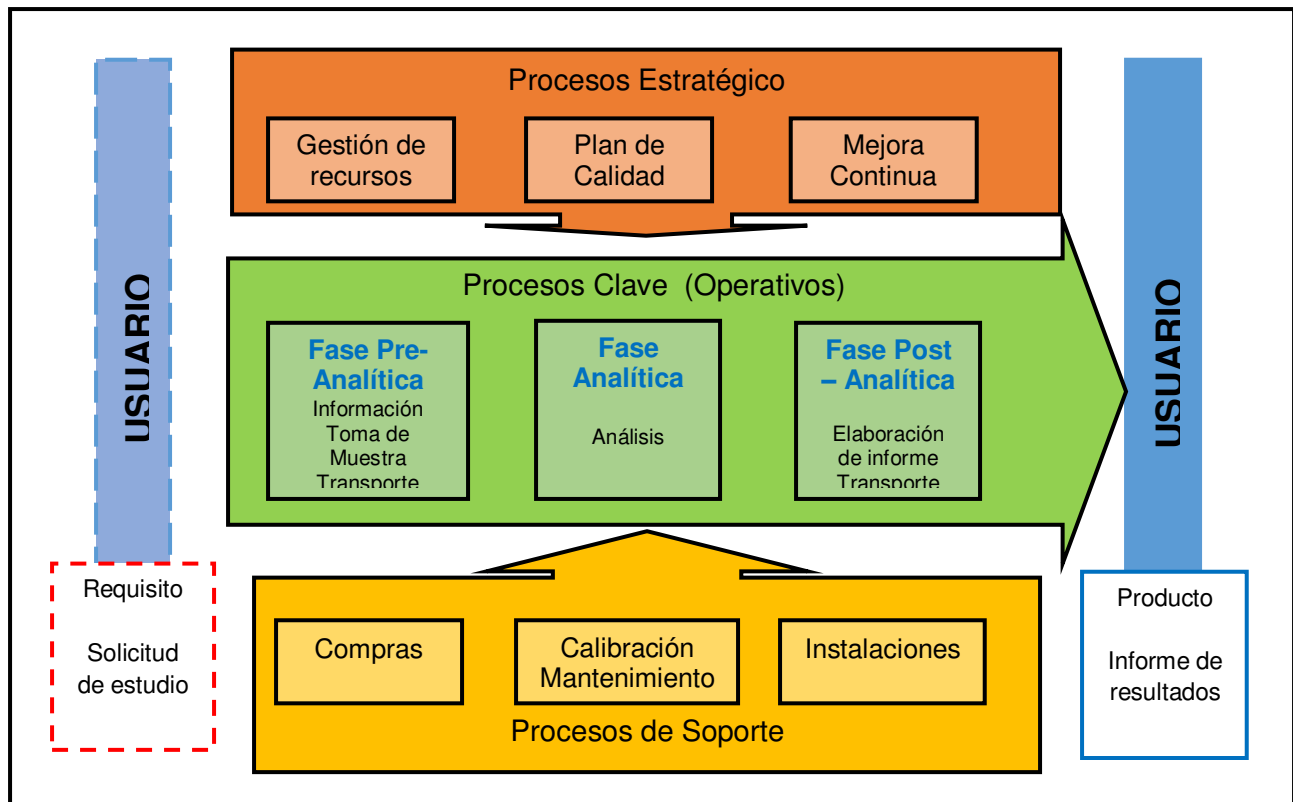 Procesos Estratégico
Gestión de
recursos
Plan de
Calidad
Mejora
Continua
USUARIO
Procesos Clave (Operativos)
Fase Pre-
Analítica
Información
Toma de
Muestra
Transporte
Fase
Analítica
Análisis
Fase Post
– Analítica
Elaboración
de informe
Transporte
USUARIO
Requisito
Solicitud
de estudio
Compras
Calibración
Mantenimiento
Instalaciones
Procesos de Soporte
Producto
Informe de
resultados